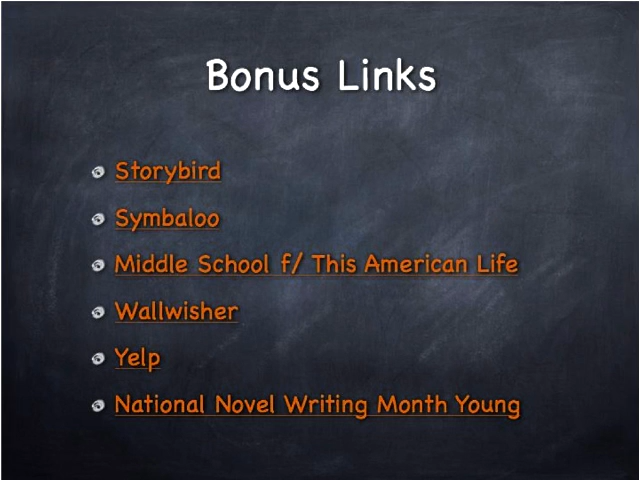 Bonus Links
Storybird
Symbaloo
Middle School f/ This American Life
Wallwisher
Yelp
National Novel Writing Month Young